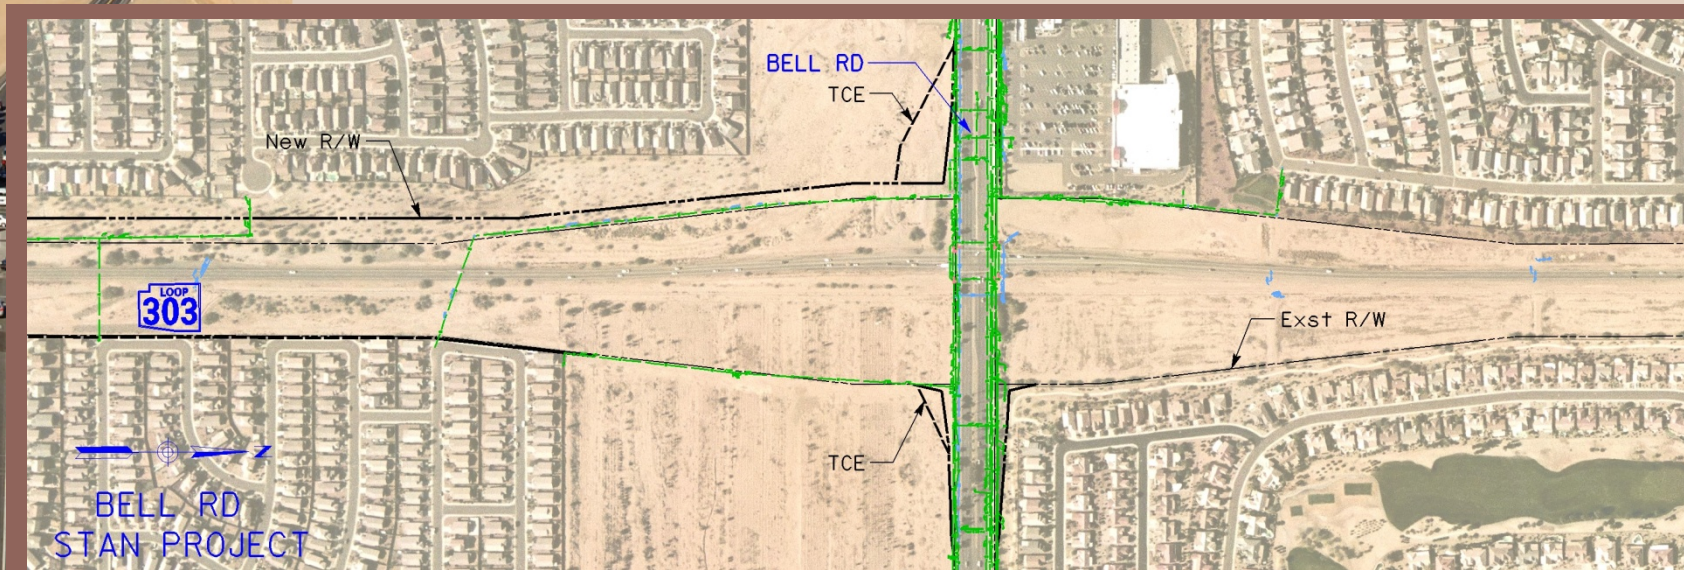 BELL RD
TCE
New R/W
LOOP
303
Exst R/W
TCE
N
BELL RD
STAN PROJECT